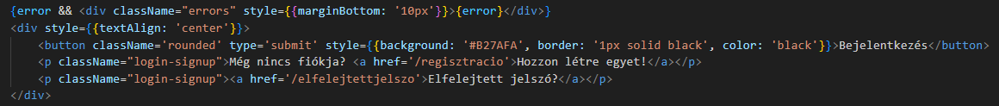 {error && <div className="errors" style={{marginBottom: '10px'}}>{error}</div>}
<div style={{textAlign: 'center'}}>
    <button className='rounded' type='submit' style={{background: '#B27AFA', border: '1px solid black', color: 'black'}}>Bejelentkezés</button>
    <p className="login-signup">Még nincs fiókja? <a href='/regisztracio'>Hozzon létre egyet!</a></p>
    <p className="login-signup"><a href='/elfelejtettjelszo'>Elfelejtett jelszó?</a></p>
</div>